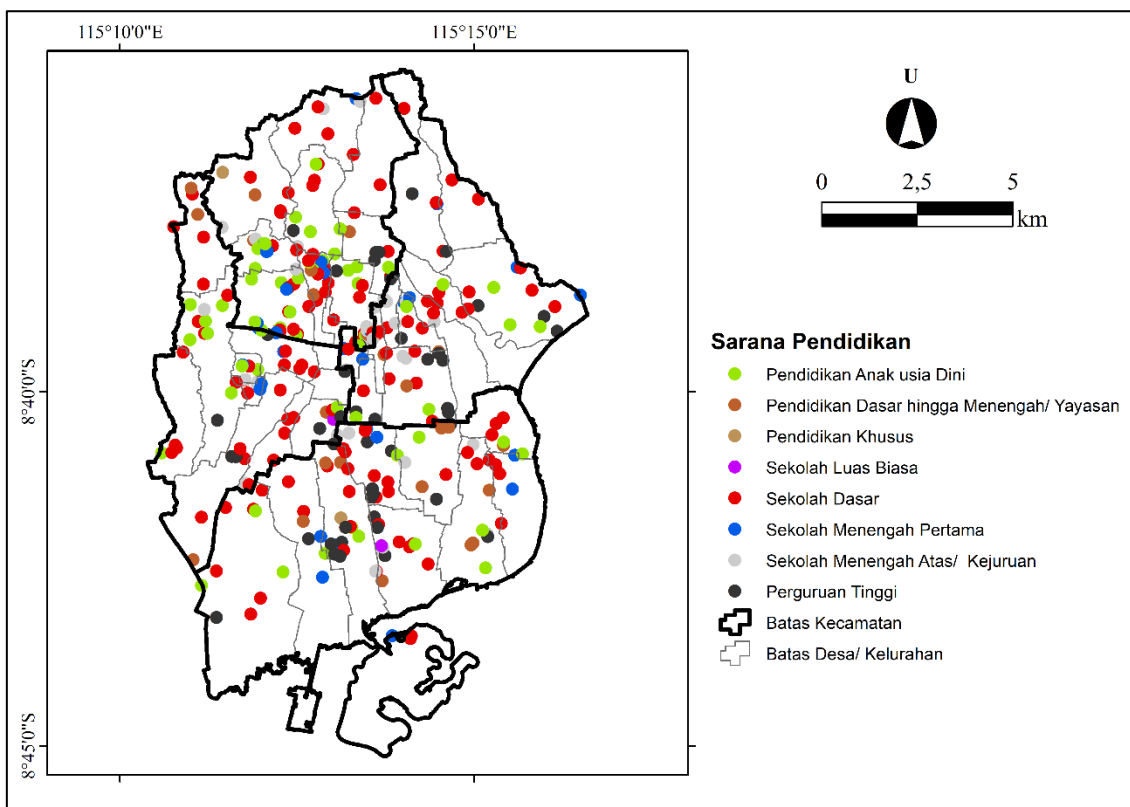 115°10'0"E
115°15'0"E
U
0
2,5
5
km
8°40'0"S
8°45'0"S
Sarana Pendidikan
Pendidikan Anak usia Dini
Pendidikan Dasar hingga Menengah/ Yayasan
Pendidikan Khusus
Sekolah Luas Biasa
Sekolah Dasar
Sekolah Menengah Pertama
Sekolah Menengah Atas/ Kejuruan
Perguruan Tinggi
Batas Kecamatan
Batas Desa/ Kelurahan